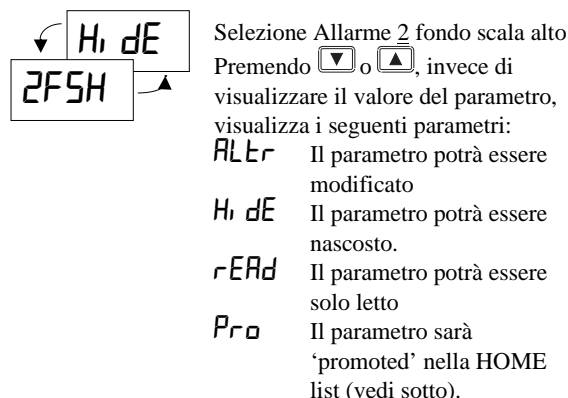 Hi dE
2FSH
Selezione Allarme 2 fondo scala alto
Premendo ▼ o ▲, invece di
visualizzare il valore del parametro,
visualizza i seguenti parametri:
ALtr Il parametro potrà essere
modificato
Hi dE Il parametro potrà essere
nascosto.
rEAd Il parametro potrà essere
solo letto
Pro Il parametro sarà
‘promoted’ nella HOME
list (vedi sotto).